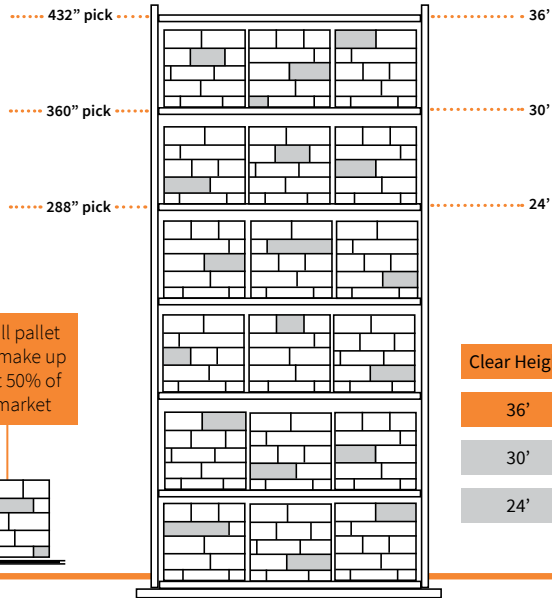 432” pick
36’
360” pick
30’
288” pick
24’
ll pallet
make up
50% of
market
Clear Heig
36’
30’
24’